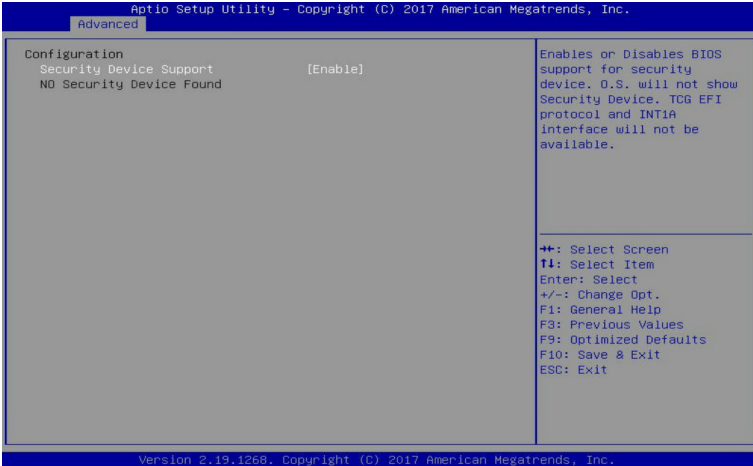 Aptio Setup Utility – Copyright (C) 2017 American Megatrends, Inc.
Advanced
Configuration
Security Device Support [Enable]
NO Security Device Found
Enables or Disables BIOS
support for security
device. O.S. will not show
Security Device. TCG EFI
protocol and INT1A
interface will not be
available.
→←: Select Screen
↑↓: Select Item
Enter: Select
+/-: Change Opt.
F1: General Help
F3: Previous Values
F9: Optimized Defaults
F10: Save & Exit
ESC: Exit
Version 2.19.1268. Copyright (C) 2017 American Megatrends, Inc.